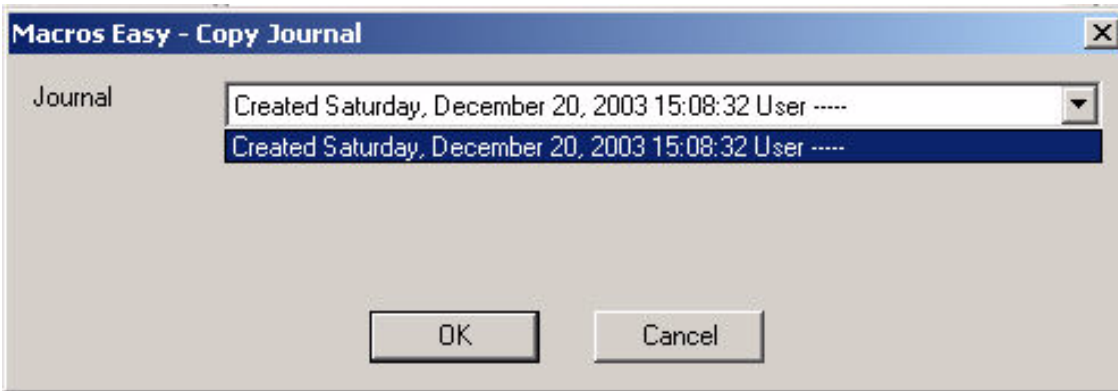 Macros Easy - Copy Journal
Journal
Created Saturday, December 20, 2003 15:08:32 User -----
Created Saturday, December 20, 2003 15:08:32 User -----
OK
Cancel